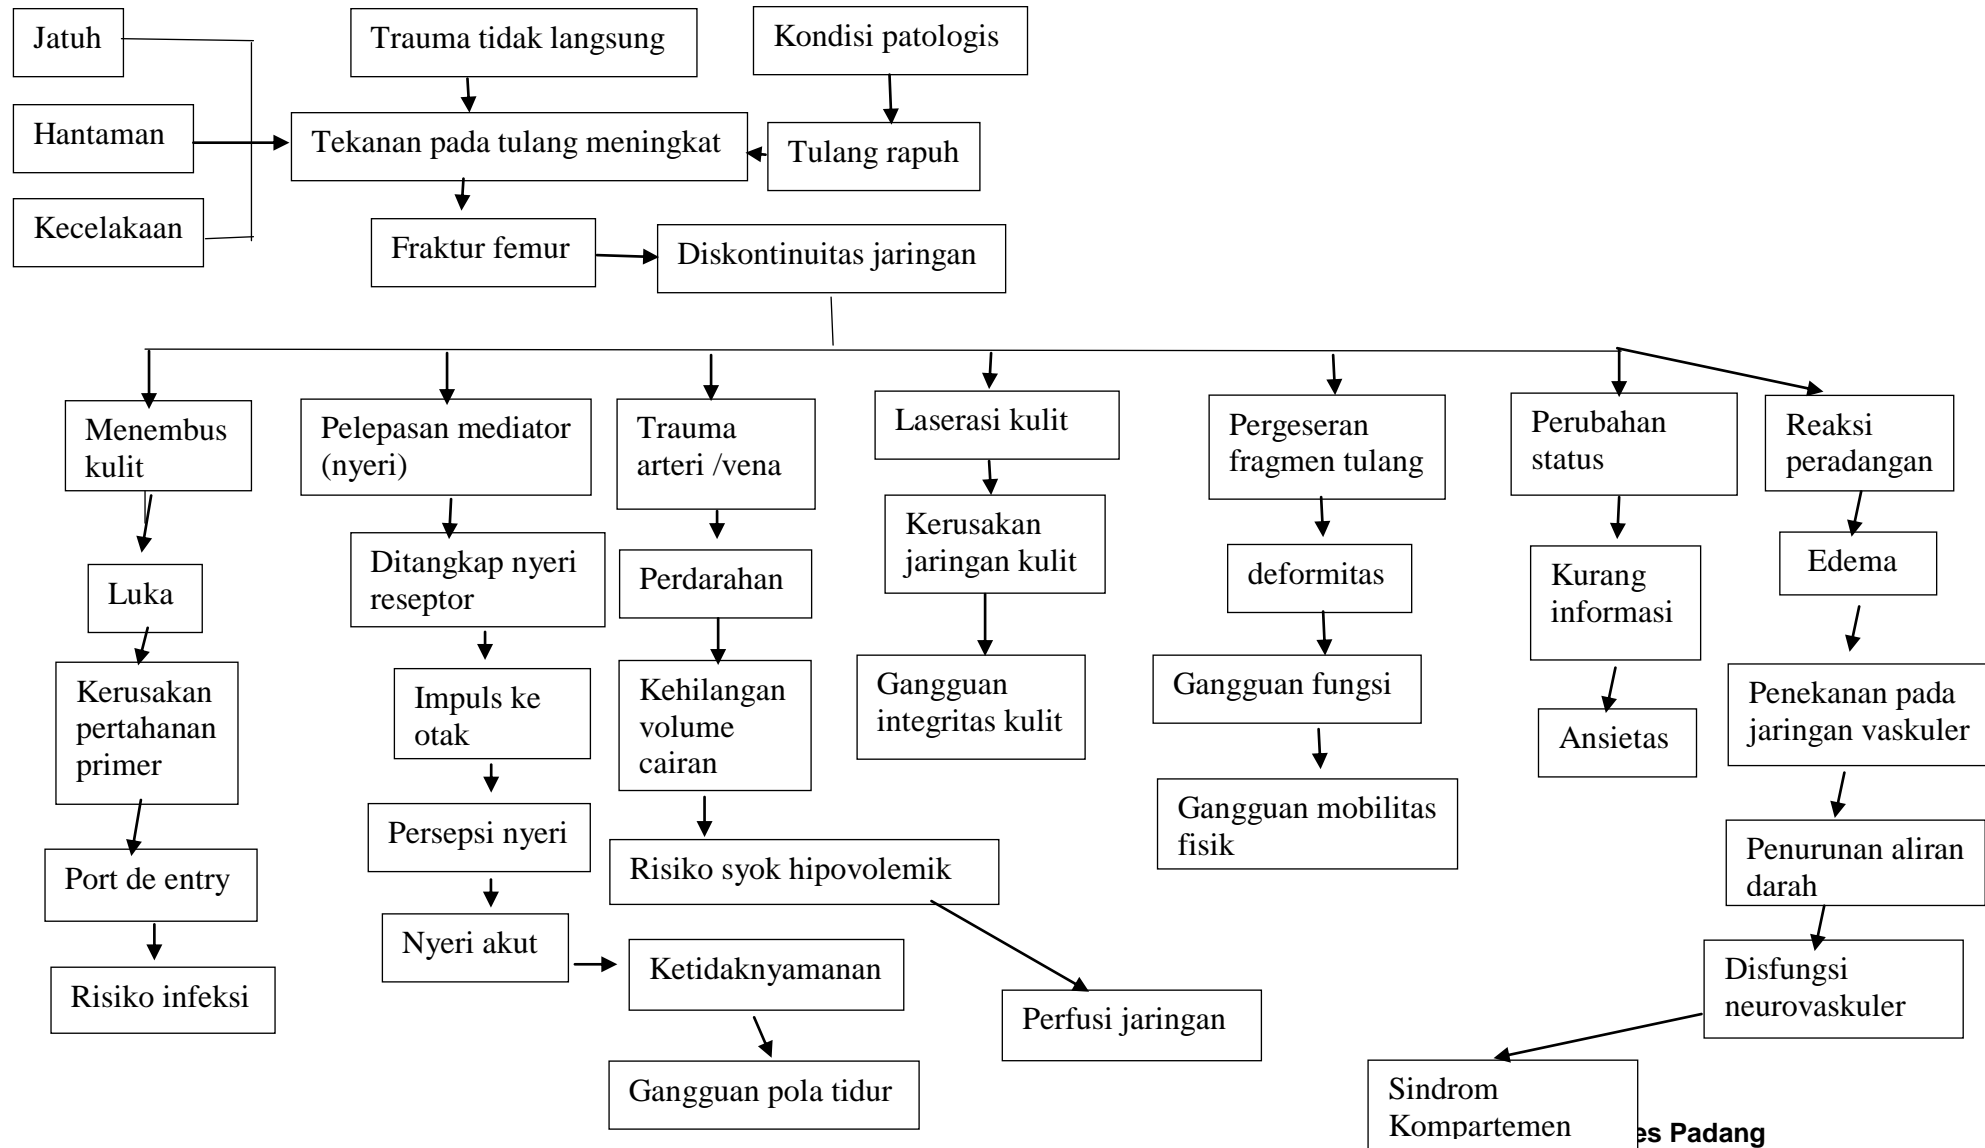 Jatuh
Trauma tidak langsung
Kondisi patologis
Hantaman
Tekanan pada tulang meningkat
Tulang rapuh
Kecelakaan
Fraktur femur
Diskontinuitas jaringan
Menembus
kulit
Pelepasan mediator
(nyeri)
Trauma
arteri /vena
Laserasi kulit
Pergeseran
fragmen tulang
Perubahan
status
Reaksi
peradangan
Luka
Ditangkap nyeri
reseptor
Perdarahan
Kerusakan
jaringan kulit
deformitas
Kurang
informasi
Edema
Kerusakan
pertahanan
primer
Impuls ke
otak
Kehilangan
volume
cairan
Gangguan
integritas kulit
Gangguan fungsi
Ansietas
Penekanan pada
jaringan vaskuler
Port de entry
Persepsi nyeri
Risiko syok hipovolemik
Gangguan mobilitas
fisik
Penurunan aliran
darah
Risiko infeksi
Nyeri akut
Ketidaknyamanan
Perfusi jaringan
Disfungsi
neurovaskuler
Gangguan pola tidur
Sindrom
Kompartemen
es Padang